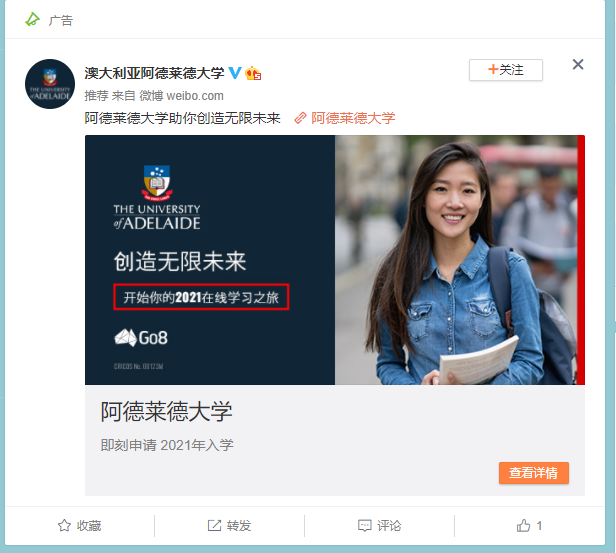 广告
澳大利亚阿德莱德大学
+关注
推荐 来自 微博 weibo.com
阿德莱德大学助你创造无限未来 阿德莱德大学
THE UNIVERSITY
of ADELAIDE
THE UNIVERSITY
of ADELAIDE
创造无限未来
开始你的2021在线学习之旅
Go8
CRICOS No. 00123M
阿德莱德大学
即刻申请 2021年入学
查看详情
收藏 转发 评论 1